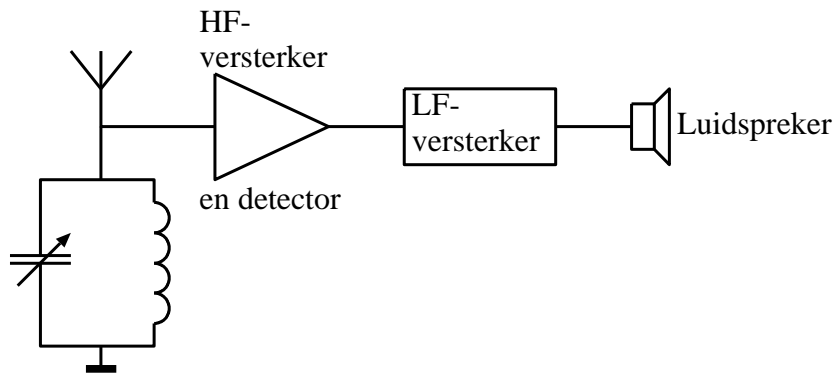 HF-
versterker
en detector
LF-
versterker
Luidspreker